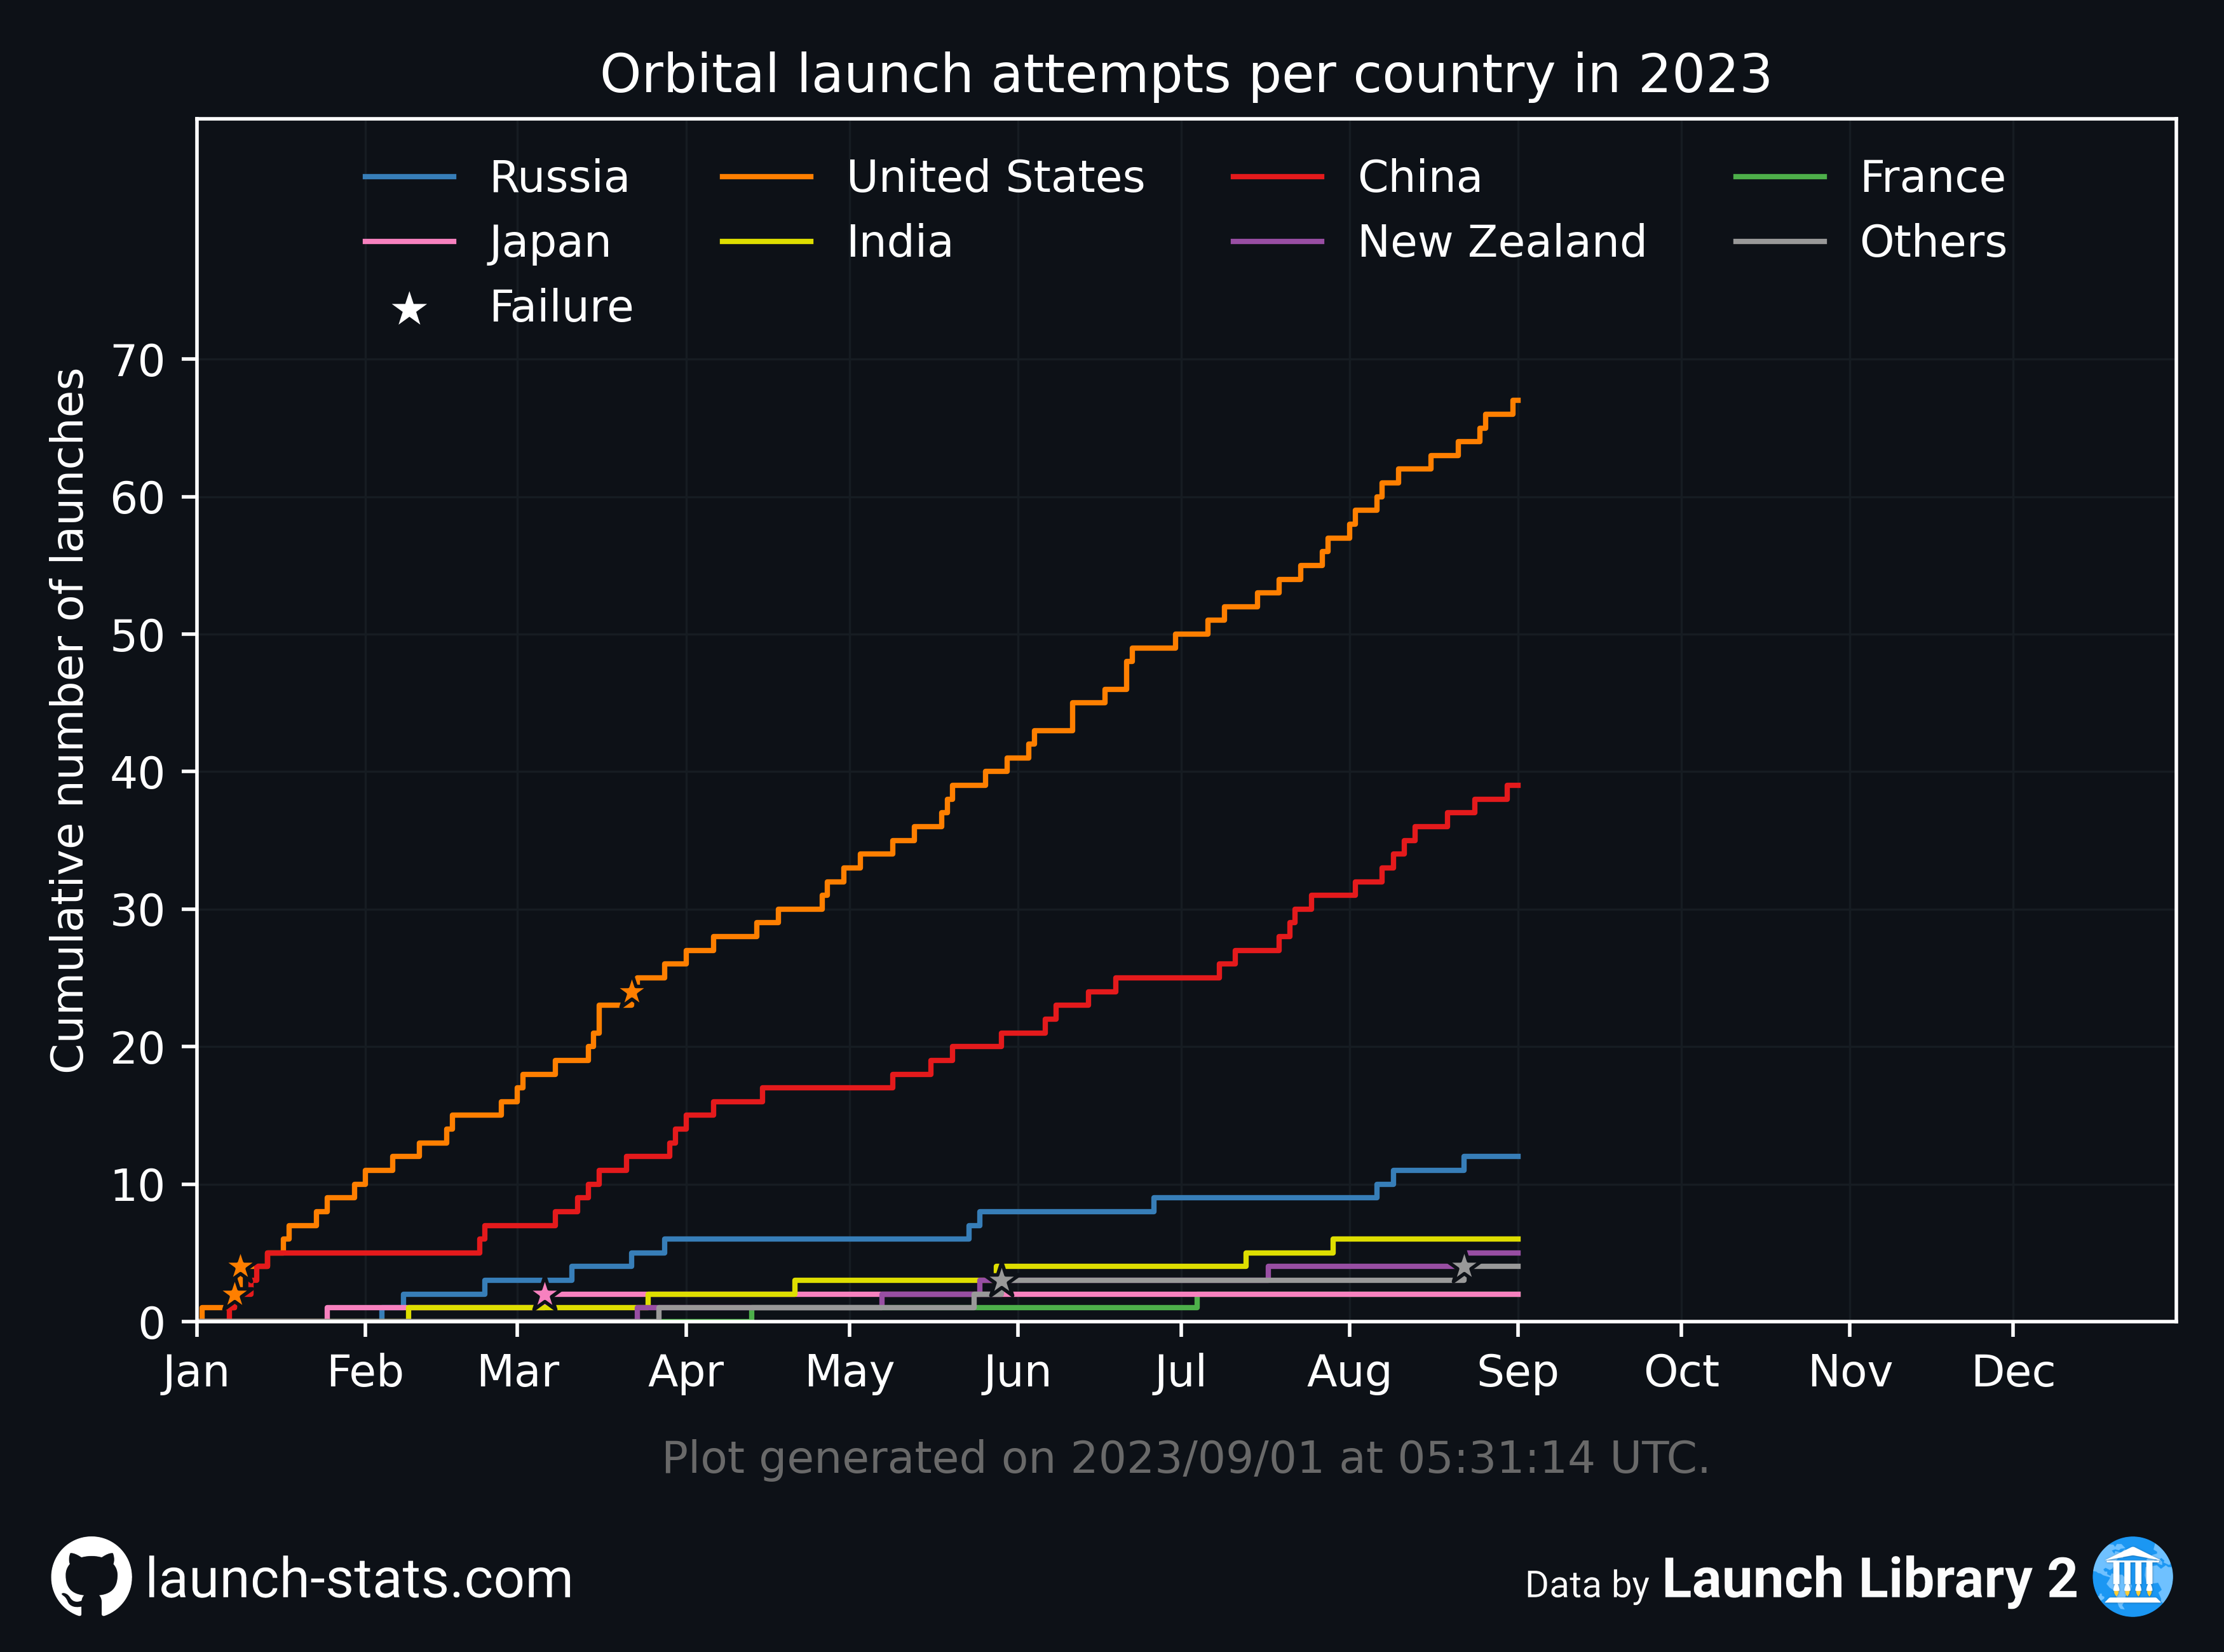 Orbital launch attempts per country in 2023
Russia United States China France
Japan India New Zealand Others
Failure
Cumulative number of launches
70
60
50
40
30
20
10
0
Jan Feb Mar Apr May Jun Jul Aug Sep Oct Nov Dec
Plot generated on 2023/09/01 at 05:31:14 UTC.
launch-stats.com
Data by Launch Library 2